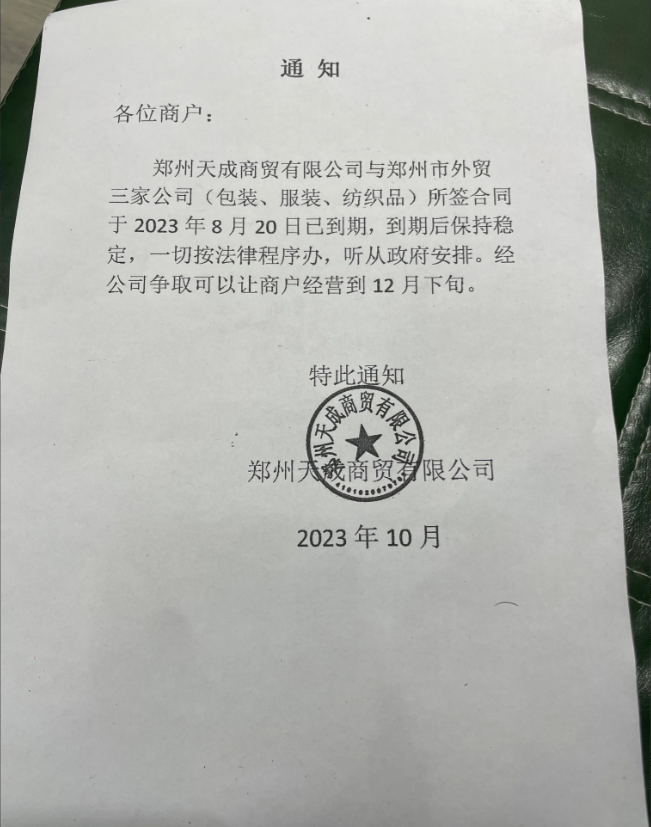 通 知
各位商户：
郑州天成商贸有限公司与郑州市外贸
三家公司（包装、服装、纺织品）所签合同
于 2023 年 8 月 20 日已到期，到期后保持稳
定，一切按法律程序办，听从政府安排。经
公司争取可以让商户经营到 12 月下旬。
特此通知
郑州天成商贸有限公司
郑州天成商贸有限公司
2023 年 10 月